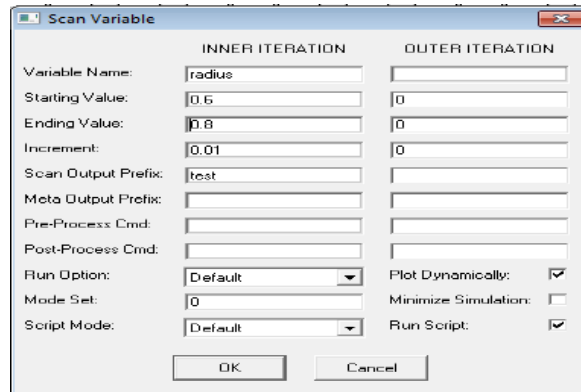 Scan Variable
INNER ITERATION OUTER ITERATION
Variable Name: radius
Starting Value: 0.6 0
Ending Value: 0.8 0
Increment: 0.01 0
Scan Output Prefix: test
Meta Output Prefix:
Pre-Process Cmd:
Post-Process Cmd:
Run Option: Default Plot Dynamically:
Mode Set: 0 Minimize Simulation:
Script Mode: Default Run Script:
OK Cancel